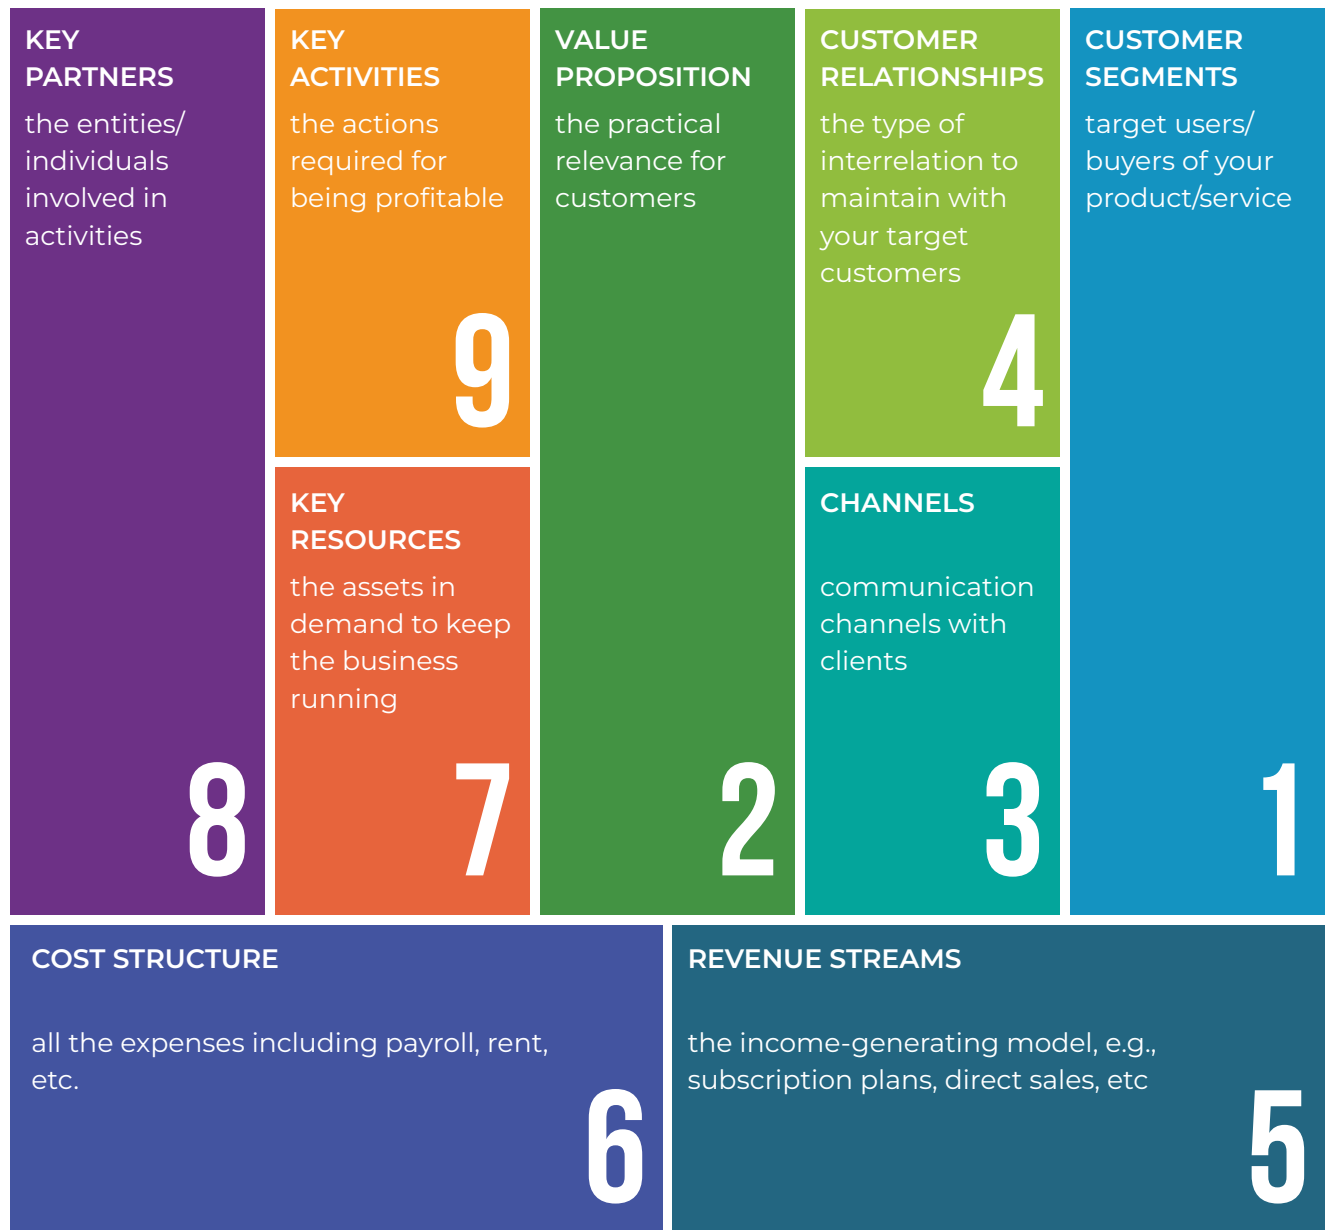 KEY
PARTNERS
the entities/
individuals
involved in
activities
8
KEY
ACTIVITIES
the actions
required for
being profitable
9
KEY
RESOURCES
the assets in
demand to keep
the business
running
7
VALUE
PROPOSITION
the practical
relevance for
customers
2
CUSTOMER
RELATIONSHIPS
the type of
interrelation to
maintain with
your target
customers
4
CHANNELS
communication
channels with
clients
3
CUSTOMER
SEGMENTS
target users/
buyers of your
product/service
1
COST STRUCTURE
all the expenses including payroll, rent,
etc.
6
REVENUE STREAMS
the income-generating model, e.g.,
subscription plans, direct sales, etc
5